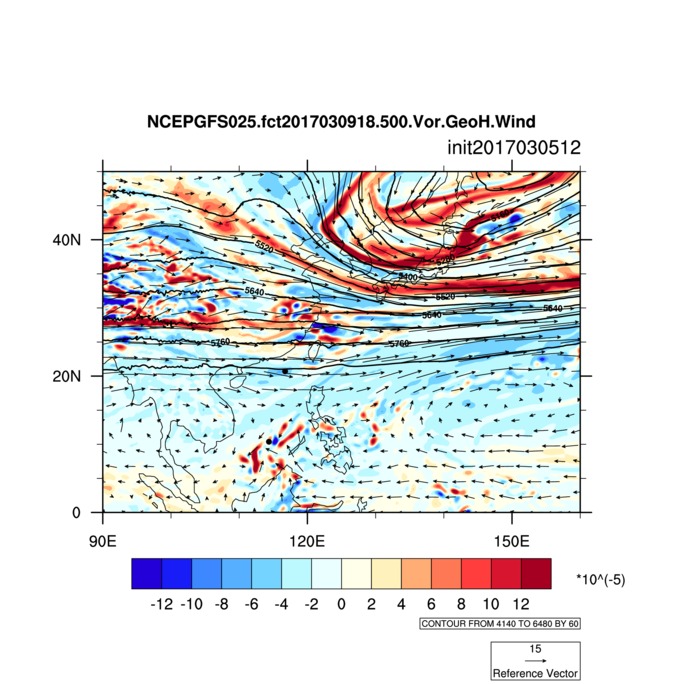 NCEPGFS025.fct2017030918.500.Vor.GeoH.Wind
init2017030512
40N
20N
0
90E 120E 150E
5520
5640
5760
5400
5520
5640
5640
5760
-12 -10 -8 -6 -4 -2 0 2 4 6 8 10 12
*10^(-5)
CONTOUR FROM 4140 TO 6480 BY 60
15
Reference Vector